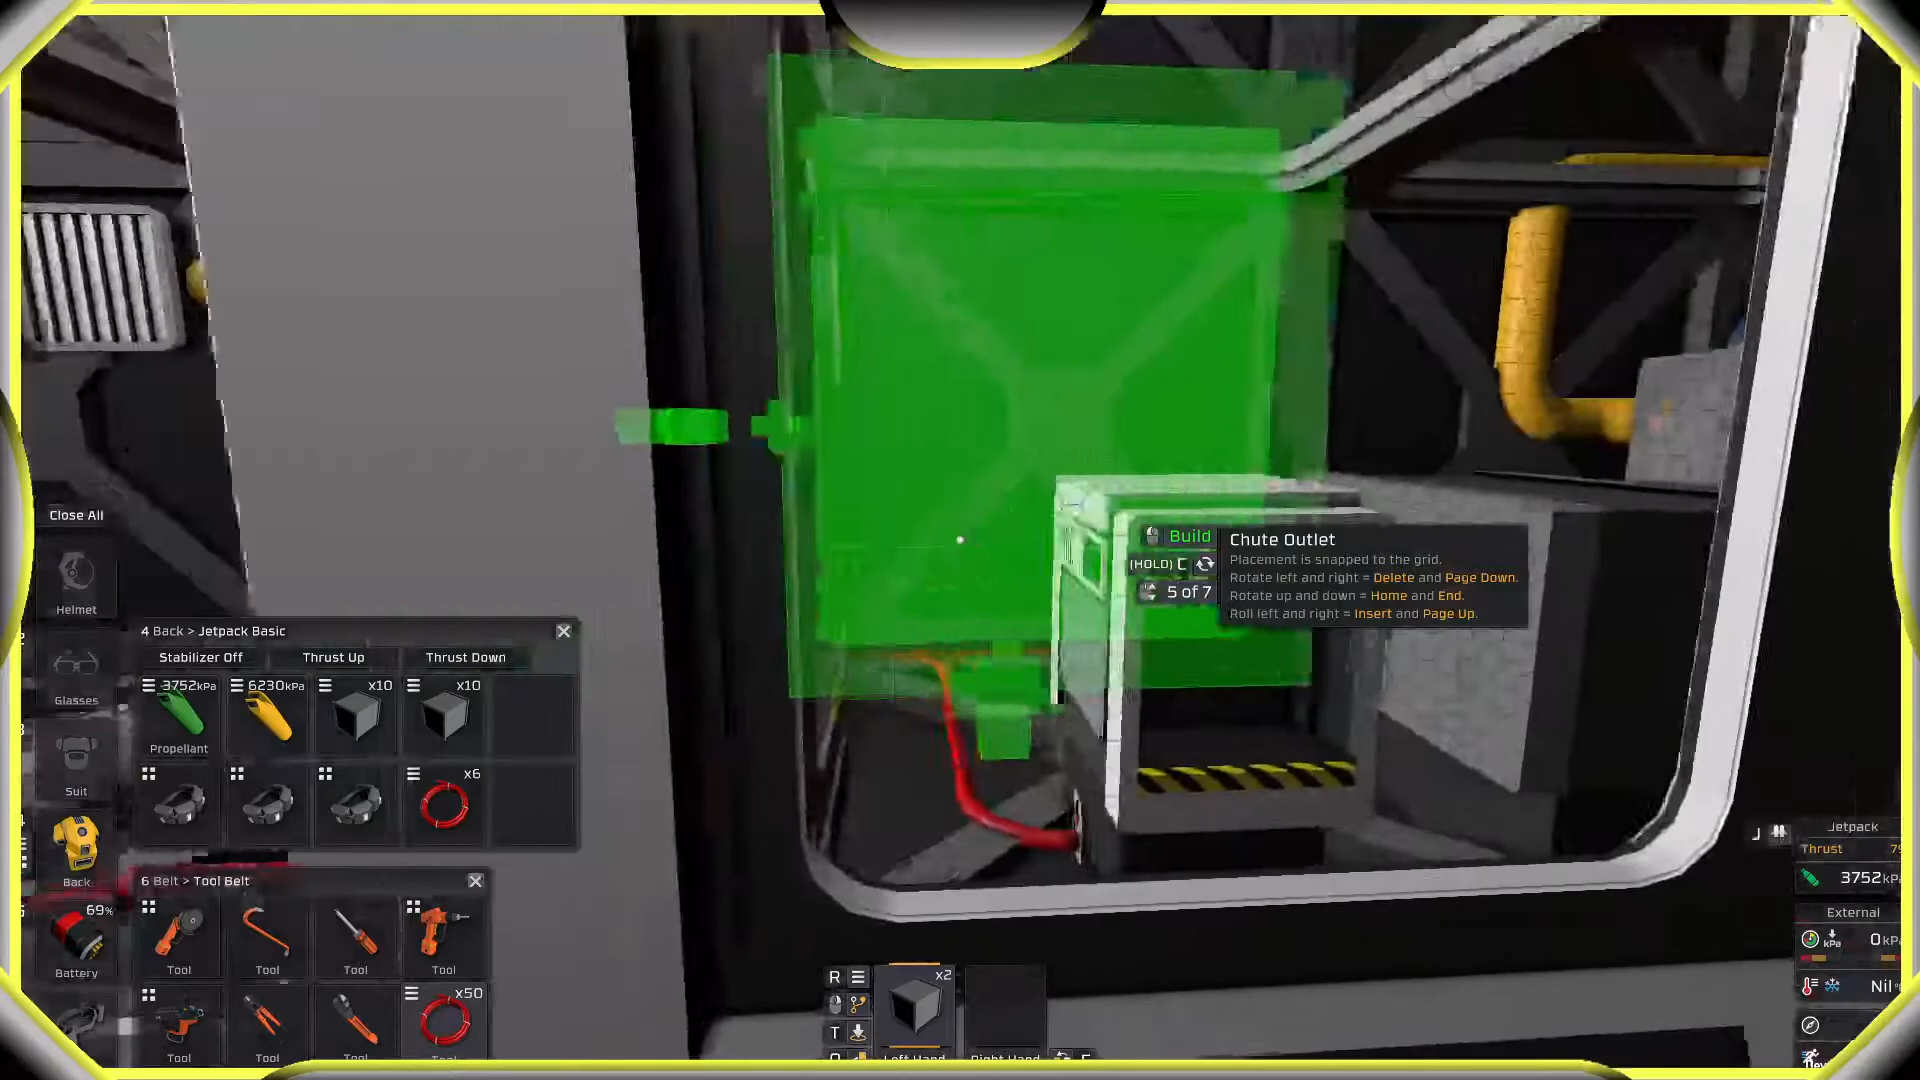 Close All
Helmet
Glasses
Suit
Back
69%
Battery
4 Back > Jetpack Basic
Stabilizer Off
Thrust Up
Thrust Down
3752kPa
6230kPa
x10
x10
Propellant
x6
6 Belt > Tool Belt
Tool
Tool
Tool
Tool
x50
Tool
Tool
Tool
Build
(HOLD) C
5 of 7
Chute Outlet
Placement is snapped to the grid.
Rotate left and right = Delete and Page Down.
Rotate up and down = Home and End.
Roll left and right = Insert and Page Up.
R
T
x2
Left Hand
Right Hand
Jetpack
Thrust
3752kPa
External
kPa
0kPa
Nil